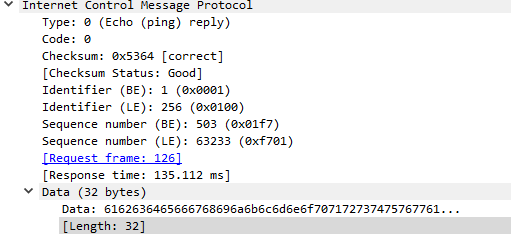 Internet Control Message Protocol
Type: 0 (Echo (ping) reply)
Code: 0
Checksum: 0x5364 [correct]
[Checksum Status: Good]
Identifier (BE): 1 (0x0001)
Identifier (LE): 256 (0x0100)
Sequence number (BE): 503 (0x01f7)
Sequence number (LE): 63233 (0xf701)
[Request frame: 126]
[Response time: 135.112 ms]
Data (32 bytes)
Data: 6162636465666768696a6b6c6d6e6f7071727374757677​61...
[Length: 32]